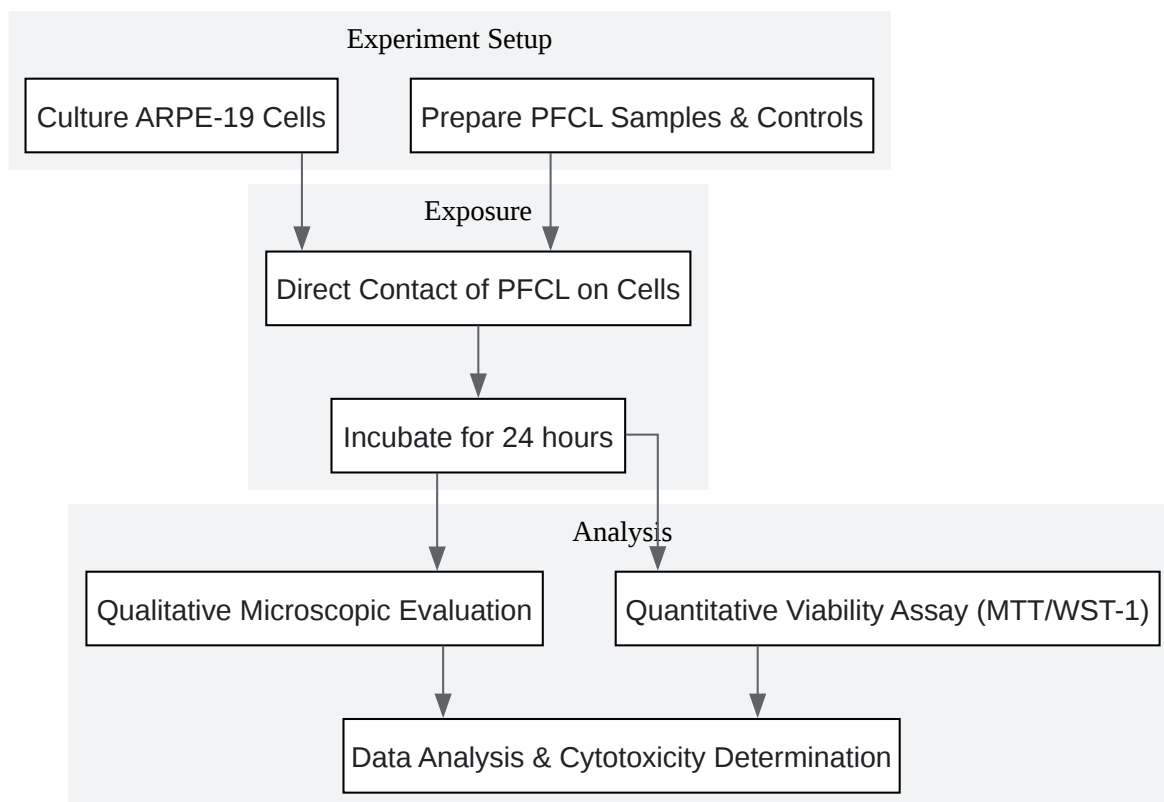 Experiment Setup
Culture ARPE-19 Cells
Prepare PFCL Samples & Controls
Exposure
Direct Contact of PFCL on Cells
Incubate for 24 hours
Analysis
Qualitative Microscopic Evaluation
Quantitative Viability Assay (MTT/WST-1)
Data Analysis & Cytotoxicity Determination